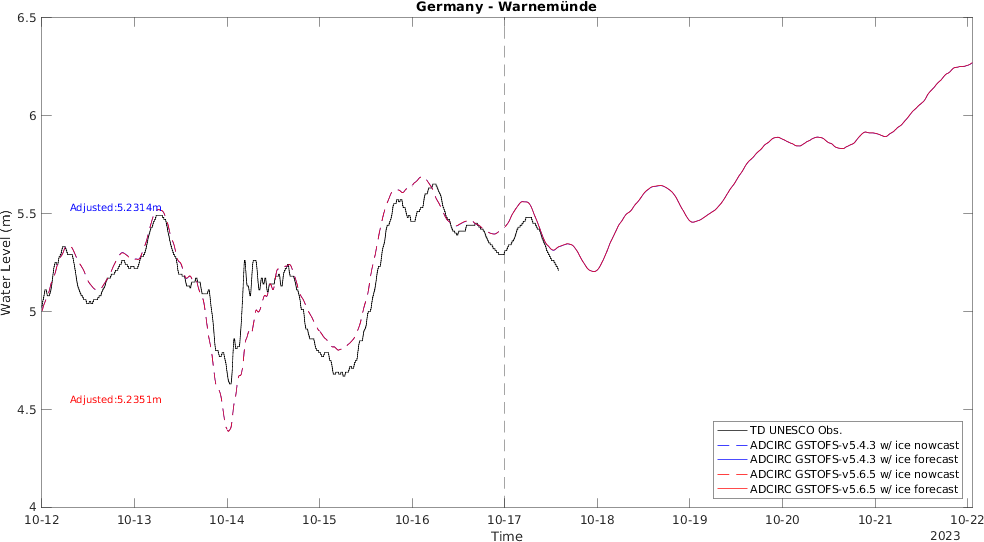 Germany - Warnemünde
6.5
6
5.5
5
4.5
4
Water Level (m)
Adjusted:5.2314m
Adjusted:5.2351m
TD UNESCO Obs.
ADCIRC GSTOFS-v5.4.3 w/ ice nowcast
ADCIRC GSTOFS-v5.4.3 w/ ice forecast
ADCIRC GSTOFS-v5.6.5 w/ ice nowcast
ADCIRC GSTOFS-v5.6.5 w/ ice forecast
10-12 10-13 10-14 10-15 10-16 10-17 10-18 10-19 10-20 10-21 10-22
Time
2023